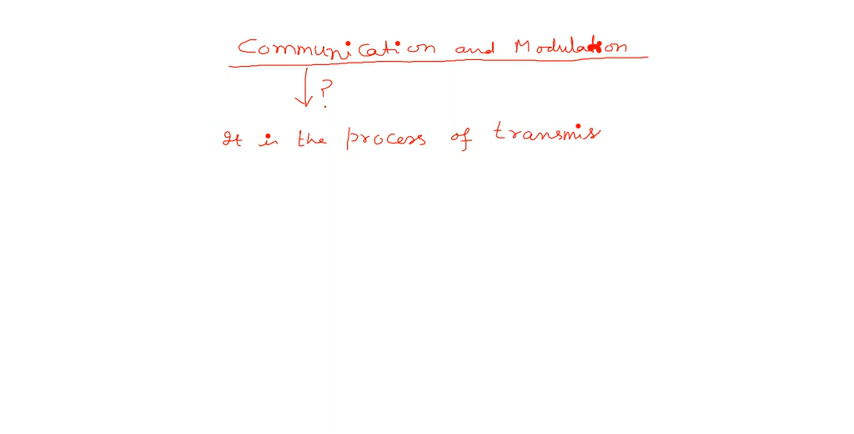 Communication and Modulation
?
It is the process of transmis